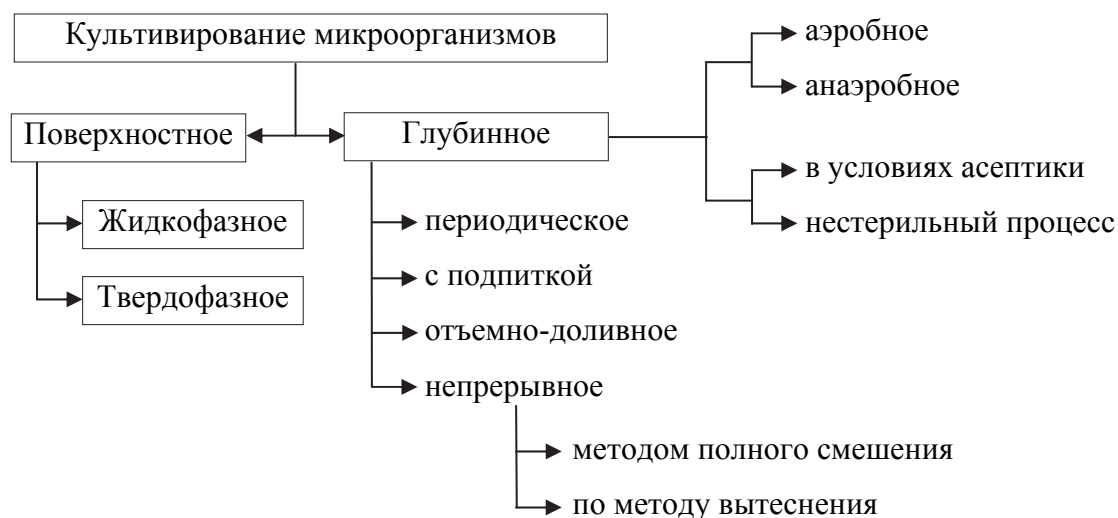 Культивирование микроорганизмов
Поверхностное
Жидкофазное
Твердофазное
Глубинное
периодическое
с подпиткой
отъемно-доливное
непрерывное
методом полного смешения
по методу вытеснения
аэробное
анаэробное
в условиях асептики
нестерильный процесс